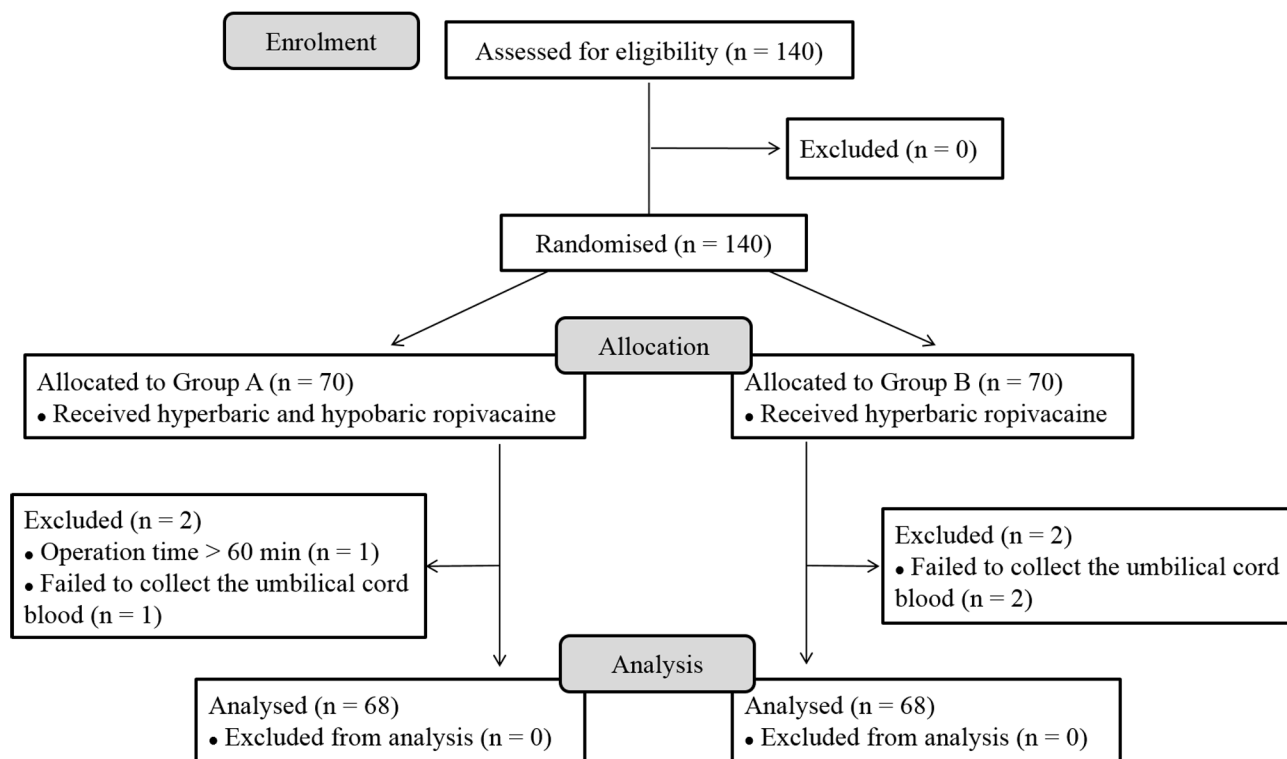 Enrolment
Assessed for eligibility (n = 140)
Excluded (n = 0)
Randomised (n = 140)
Allocation
Allocated to Group A (n = 70)
• Received hyperbaric and hypobaric ropivacaine
Allocated to Group B (n = 70)
• Received hyperbaric ropivacaine
Excluded (n = 2)
• Operation time > 60 min (n = 1)
• Failed to collect the umbilical cord
blood (n = 1)
Excluded (n = 2)
• Failed to collect the umbilical cord
blood (n = 2)
Analysis
Analysed (n = 68)
• Excluded from analysis (n = 0)
Analysed (n = 68)
• Excluded from analysis (n = 0)